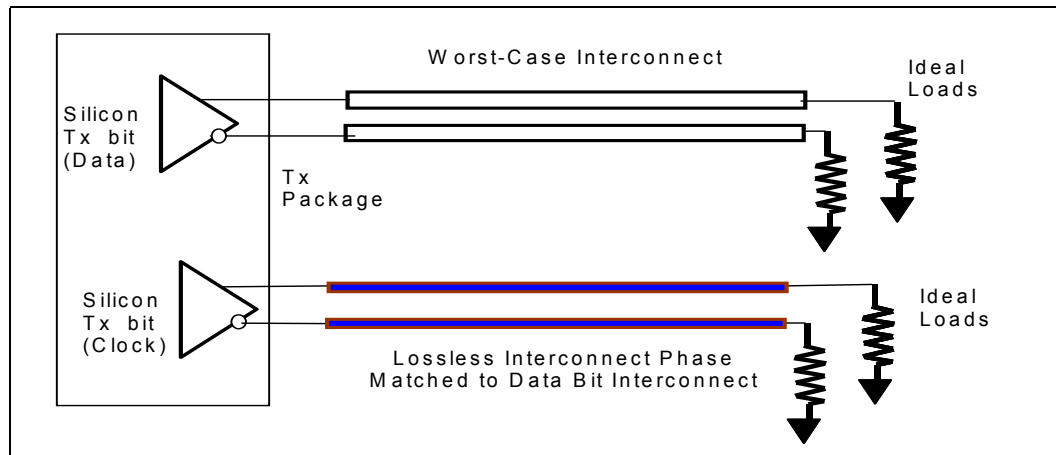 Worst-Case Interconnect
Ideal
Loads
Silicon
Tx bit
(Data)
Tx
Package
Silicon
Tx bit
(Clock)
Ideal
Loads
Lossless Interconnect Phase
Matched to Data Bit Interconnect